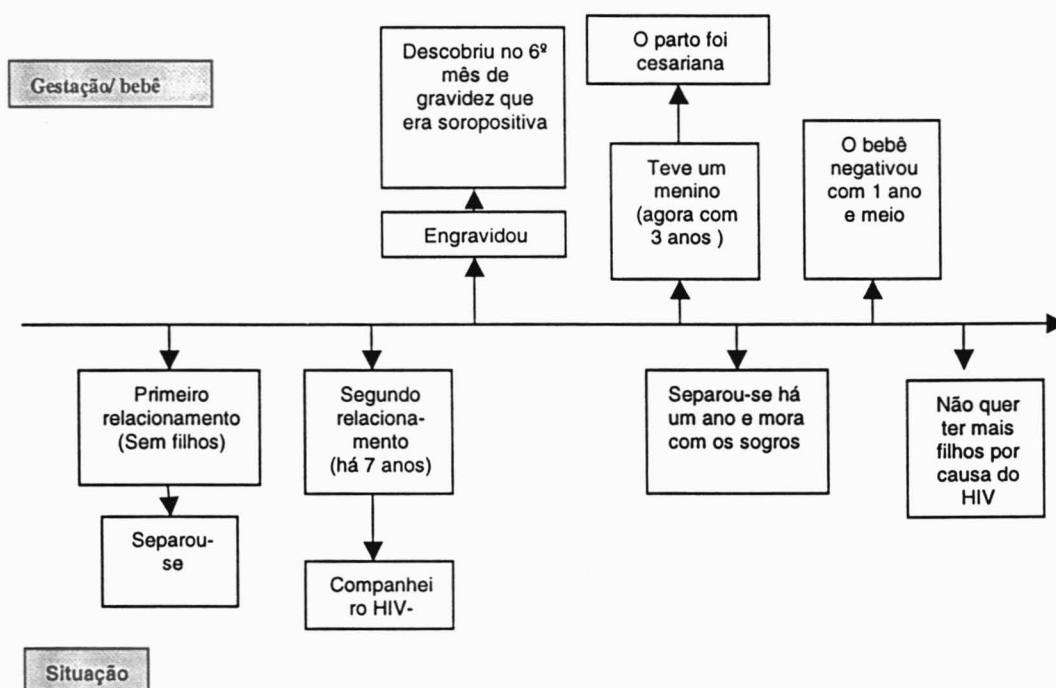 Gestação/ bebê
Descobriu no 6º
mês de
gravidez que
era soropositiva
Engravidou
O parto foi
cesariana
Teve um
menino
(agora com
3 anos )
O bebê
negativou
com 1 ano
e meio
Primeiro
relacionamento
(Sem filhos)
Separou-
se
Segundo
relaciona-
mento
(há 7 anos)
Companhei
ro HIV-
Separou-se há
um ano e mora
com os sogros
Não quer
ter mais
filhos por
causa do
HIV
Situação